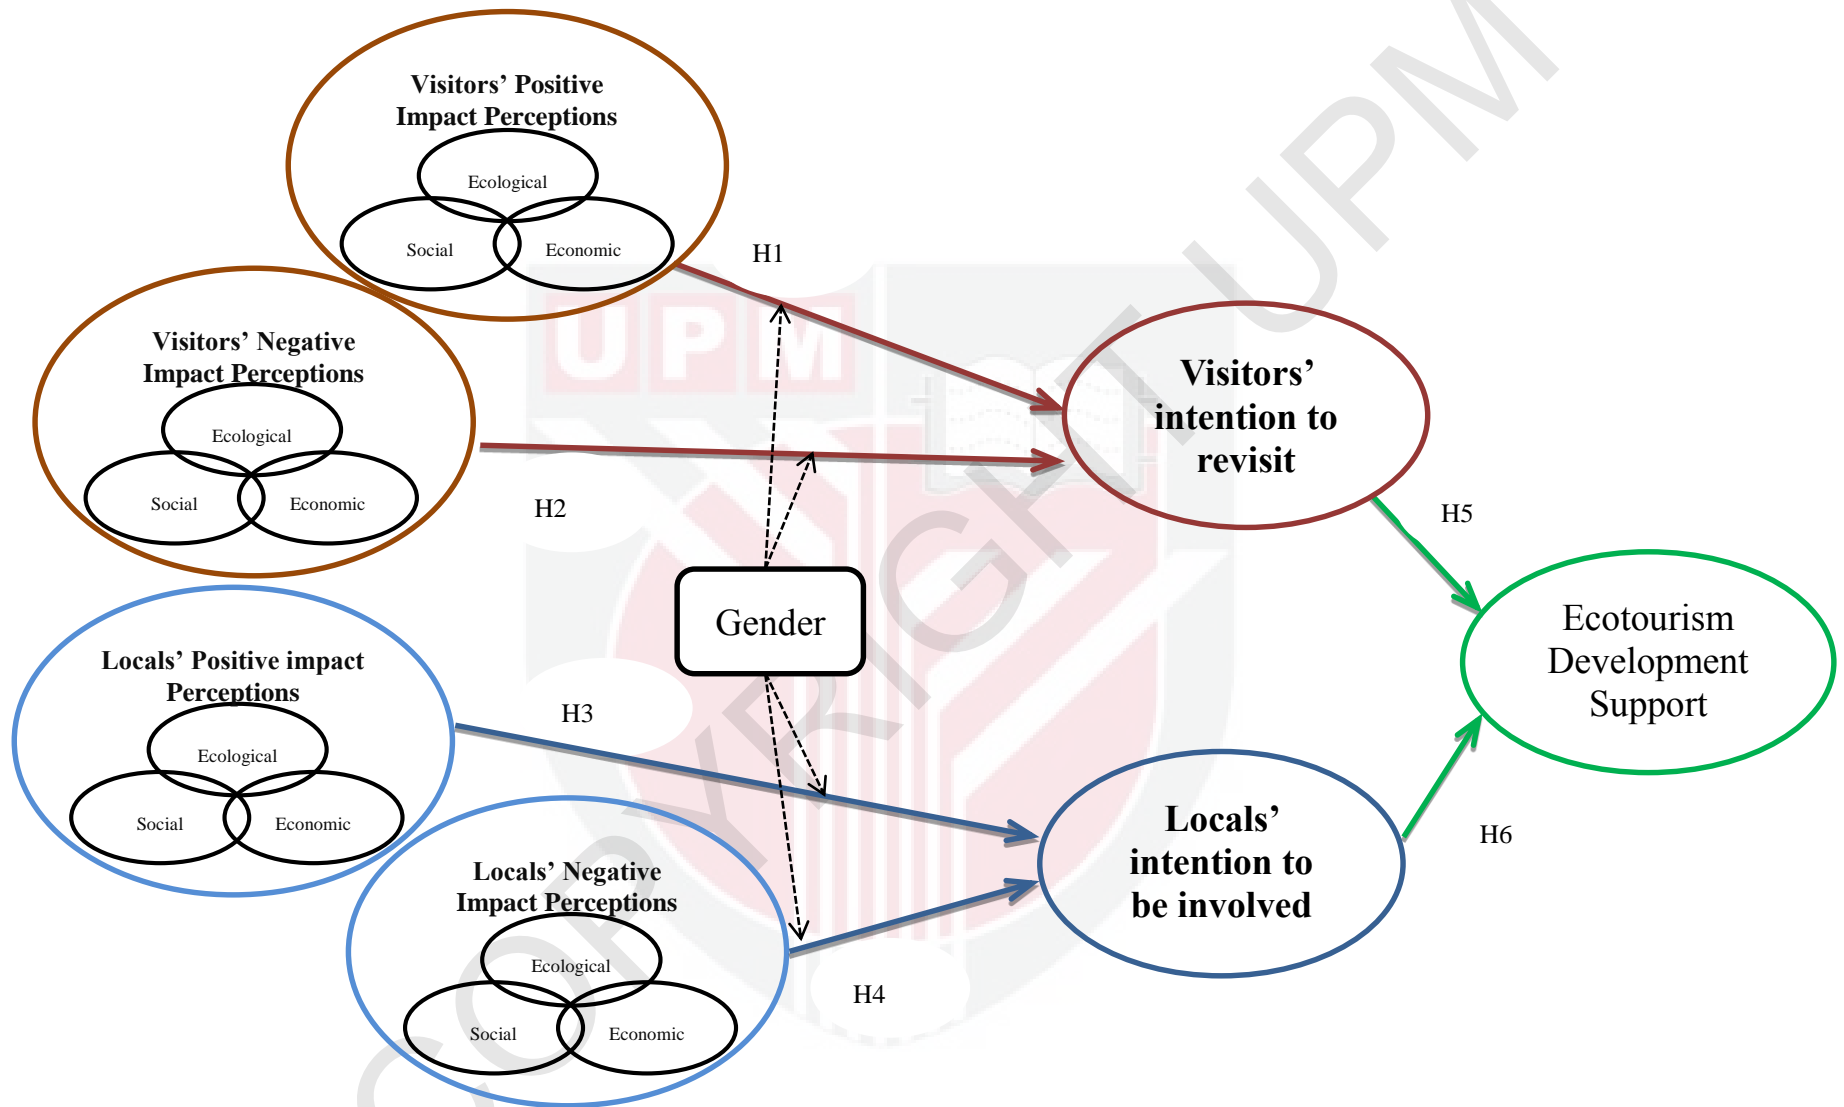 Visitors’ Positive
Impact Perceptions
Ecological
Social
Economic
H1
Visitors’ Negative
Impact Perceptions
Ecological
Social
Economic
H2
UPM
Visitors’
intention to
revisit
H5
Gender
Ecotourism
Development
Support
Locals’ Positive impact
Perceptions
Ecological
Social
Economic
H3
Locals’ Negative
Impact Perceptions
Ecological
Social
Economic
H4
Locals’
intention to
be involved
H6
COPYRIGHT UPM